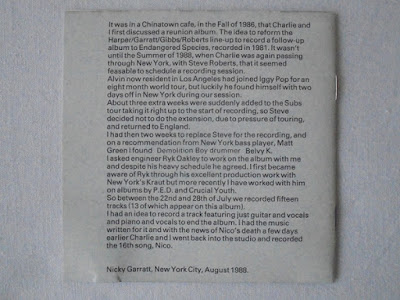 It was in a Chinatown cafe, in the Fall of 1986, that Charlie and
I first discussed a reunion album. The idea to reform the
Harper/Garratt/Gibbs/Roberts line-up to record a follow-up
album to Endangered Species, recorded in 1981. It wasn't
until the Summer of 1988, when Charlie was again passing
through New York, with Steve Roberts, that it seemed
feasable to schedule a recording session.
Alvin now resident in Los Angeles had joined Iggy Pop for an
eight month world tour, but luckily he found himself with two
days off in New York during our session.
About three extra weeks were suddenly added to the Subs
tour taking it right up to the start of recording, so Steve
decided not to do the extension, due to pressure of touring,
and returned to England.
I had then two weeks to replace Steve for the recording, and
on a recommendation from New York bass player, Matt
Green I found Demolition Boy drummer Belvy K.
I asked engineer Ryk Oakley to work on the album with me
and despite his heavy schedule he agreed. I first became
aware of Ryk through his excellent production work with
New York's Kraut but more recently I have worked with him
on albums by P.E.D. and Crucial Youth.
So between the 22nd and 28th of July we recorded fifteen
tracks (13 of which appear on this album).
I had an idea to record a track featuring just guitar and vocals
and piano and vocals to end the album. I had the music
written for it and with the news of Nico's death a few days
earlier Charlie and I went back into the studio and recorded
the 16th song, Nico.
Nicky Garratt, New York City, August 1988.